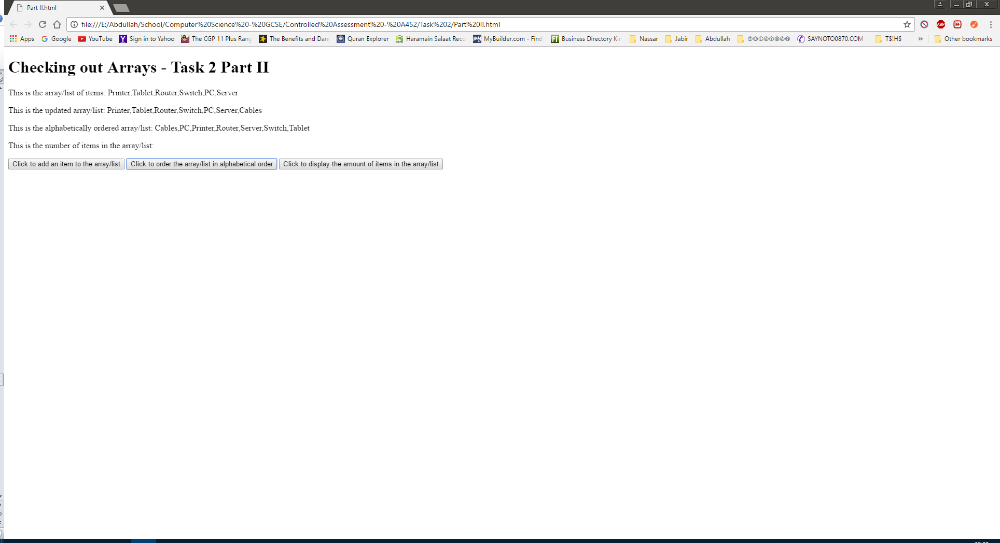 Part II.html
file:///E:/Abdullah/School/Computer%20Science%20-%20GCSE/Controlled%20Assessment%20-%20A452/Task%202/Part%20II.html
ABP
Apps Google YouTube Sign in to Yahoo The CGP 11 Plus Rang The Benefits and Dan Quran Explorer Haramain Salaat Reco my MyBuilder.com - Find Fi Business Directory Kin Nassar Jabir Abdullah ⓈⓊⓁⒶⓎⓂⒶⓃ SAYNOTO0870.COM - T$!H$ » Other bookmarks
Checking out Arrays - Task 2 Part II
This is the array/list of items: Printer,Tablet,Router,Switch,PC,Server
This is the updated array/list: Printer,Tablet,Router,Switch,PC,Server,Cables
This is the alphabetically ordered array/list: Cables,PC,Printer,Router,Server,Switch,Tablet
This is the number of items in the array/list:
Click to add an item to the array/list Click to order the array/list in alphabetical order Click to display the amount of items in the array/list